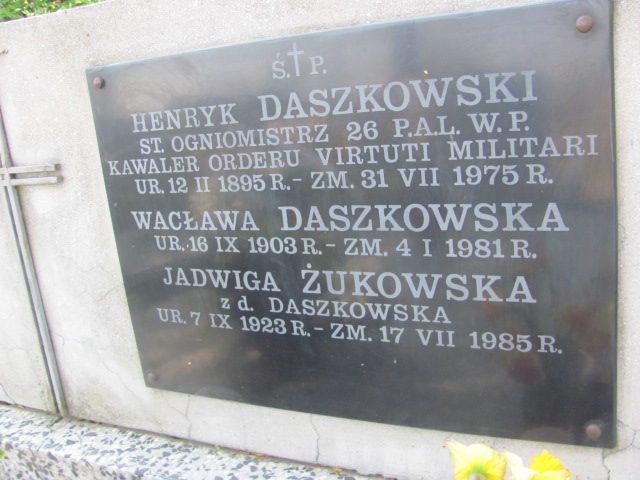 Ś.†P.
HENRYK DASZKOWSKI
ST. OGNIOMISTRZ 26 P.A.L. W.P.
KAWALER ORDERU VIRTUTI MILITARI
UR. 12 II 1895 R. – ZM. 31 VII 1975 R.
WACŁAWA DASZKOWSKA
UR. 16 IX 1903 R. – ZM. 4 I 1981 R.
JADWIGA ŻUKOWSKA
z d. DASZKOWSKA
UR. 7 IX 1923 R. – ZM. 17 VII 1985 R.